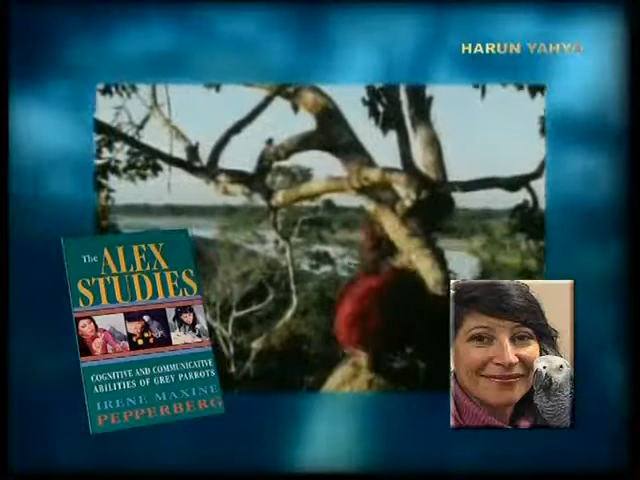 HARUN YAHYA
The
ALEX
STUDIES
COGNITIVE AND COMMUNICATIVE
ABILITIES OF GREY PARROTS
IRENE MAXINE
PEPPERBERG